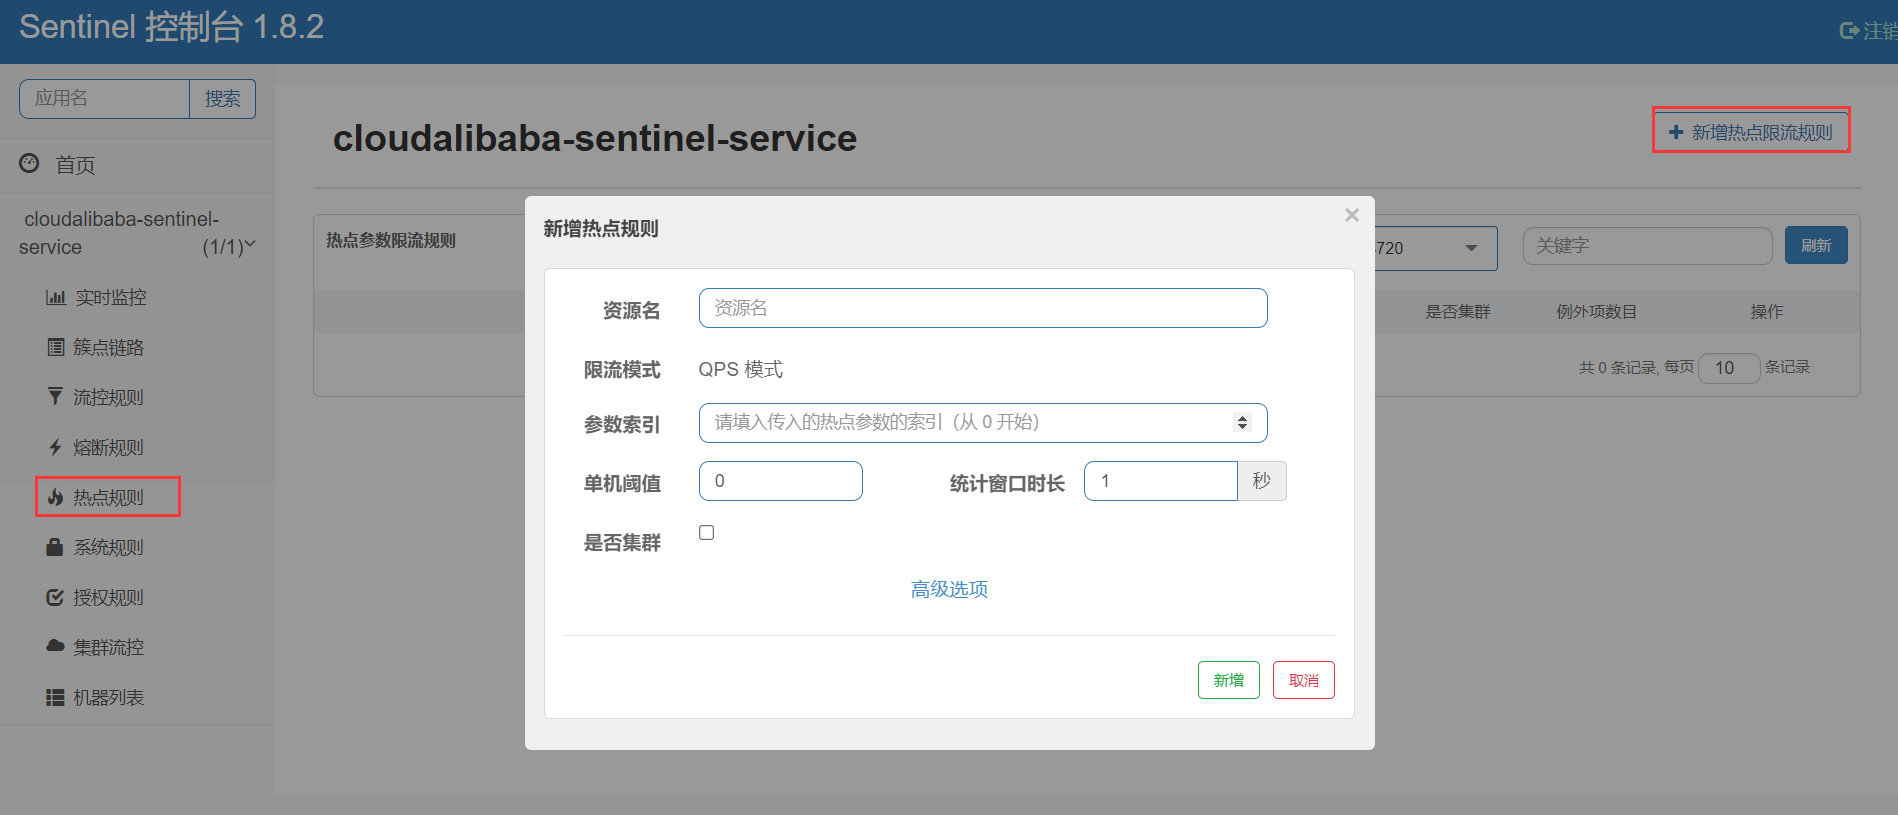 Sentinel 控制台 1.8.2
注销
应用名
搜索
首页
cloudalibaba-sentinel-
service (1/1)
实时监控
簇点链路
流控规则
熔断规则
热点规则
系统规则
授权规则
集群流控
机器列表
cloudalibaba-sentinel-service
新增热点限流规则
热点参数限流规则
720
关键字
刷新
是否集群 例外项数目 操作
共 0 条记录, 每页 10 条记录
新增热点规则
×
资源名 资源名
限流模式 QPS 模式
参数索引 请填入传入的热点参数的索引（从 0 开始）
单机阈值 0 统计窗口时长 1 秒
是否集群
高级选项
新增 取消